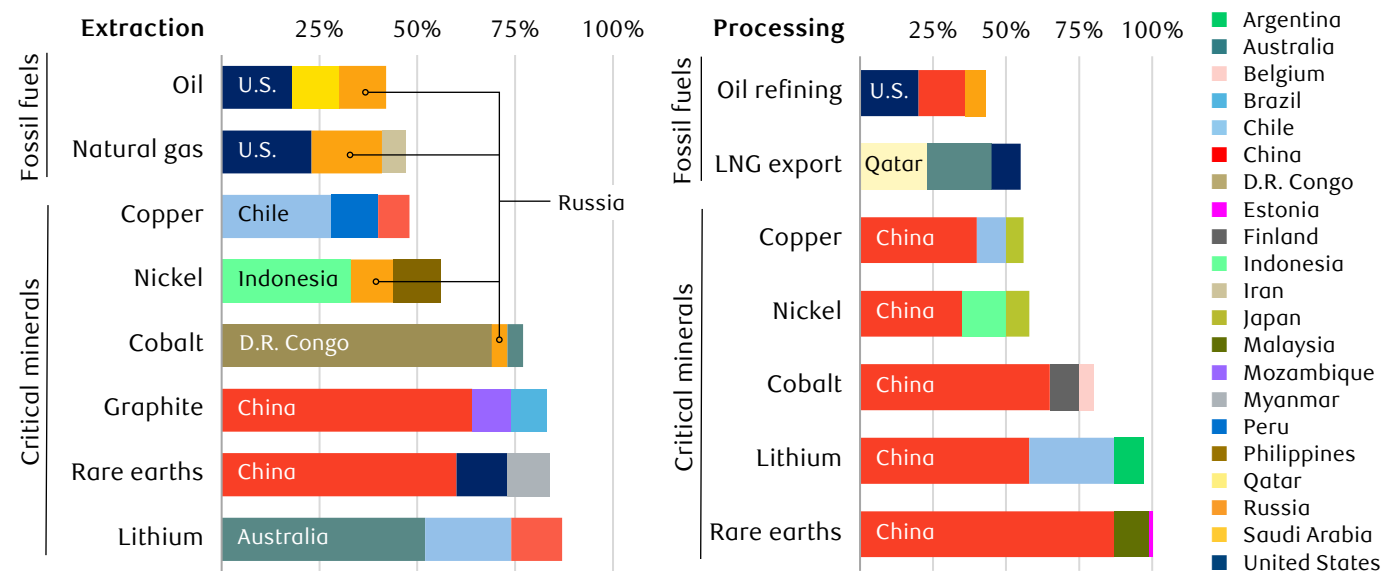 Extraction 25% 50% 75% 100%
Fossil fuels
Oil U.S.
Natural gas U.S.
Russia
Critical minerals
Copper Chile
Nickel Indonesia
Cobalt D.R. Congo
Graphite China
Rare earths China
Lithium Australia
Processing 25% 50% 75% 100%
Fossil fuels
Oil refining U.S.
LNG export Qatar
Critical minerals
Copper China
Nickel China
Cobalt China
Lithium China
Rare earths China
Argentina
Australia
Belgium
Brazil
Chile
China
D.R. Congo
Estonia
Finland
Indonesia
Iran
Japan
Malaysia
Mozambique
Myanmar
Peru
Philippines
Qatar
Russia
Saudi Arabia
United States